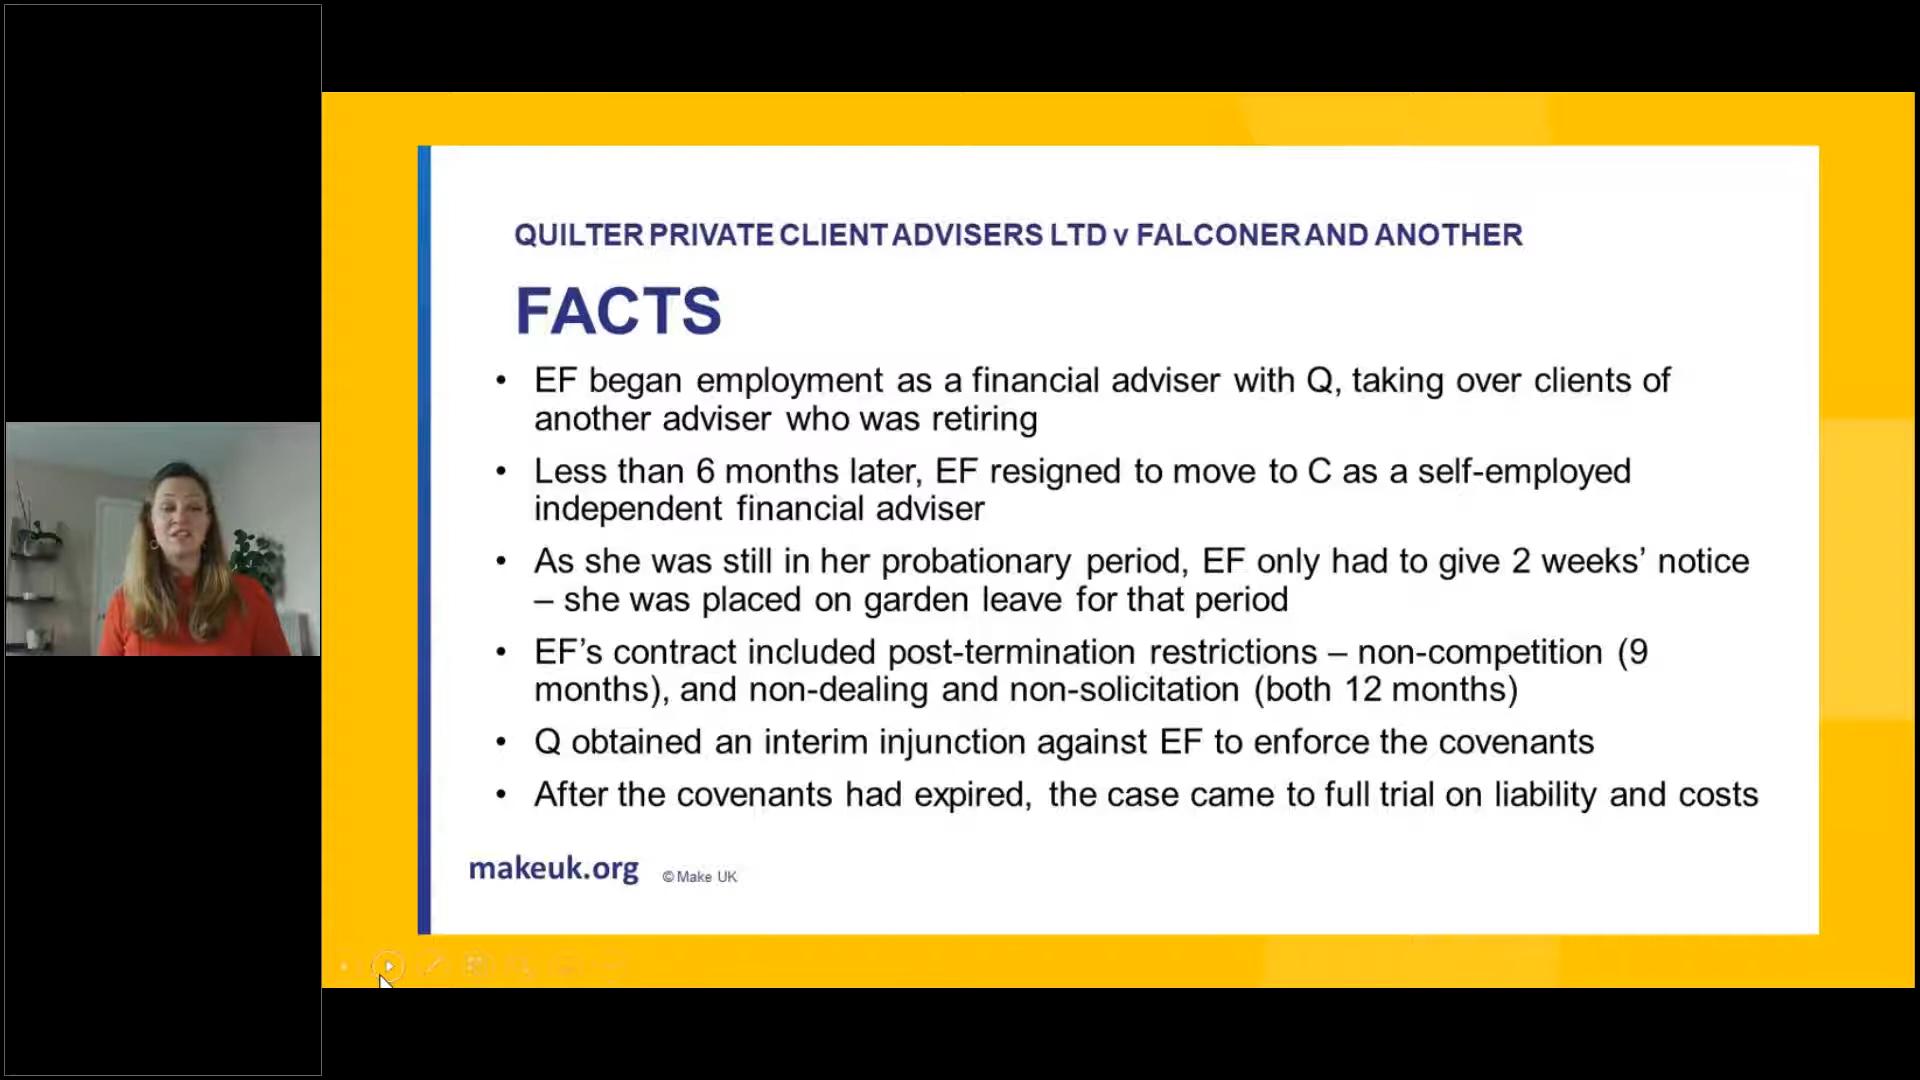 QUILTER PRIVATE CLIENT ADVISERS LTD v FALCONER AND ANOTHER
FACTS
• EF began employment as a financial adviser with Q, taking over clients of
another adviser who was retiring
• Less than 6 months later, EF resigned to move to C as a self-employed
independent financial adviser
• As she was still in her probationary period, EF only had to give 2 weeks’ notice
– she was placed on garden leave for that period
• EF’s contract included post-termination restrictions – non-competition (9
months), and non-dealing and non-solicitation (both 12 months)
• Q obtained an interim injunction against EF to enforce the covenants
• After the covenants had expired, the case came to full trial on liability and costs
makeuk.org © Make UK